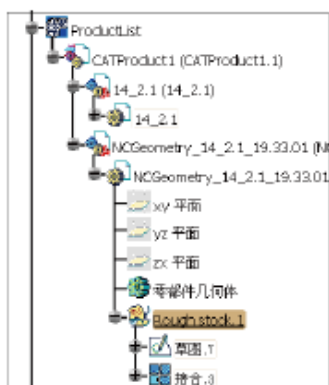 ProductList
CATProduct1 (CATProduct1.1)
14_2.1 (14_2.1)
14_2.1
NCGeometry_14_2.1_19.33.01 (N
NCGeometry_14_2.1_19.33.01
xy 平面
yz 平面
zx 平面
零部件几何体
Rough stock.1
草图.1
接合.3